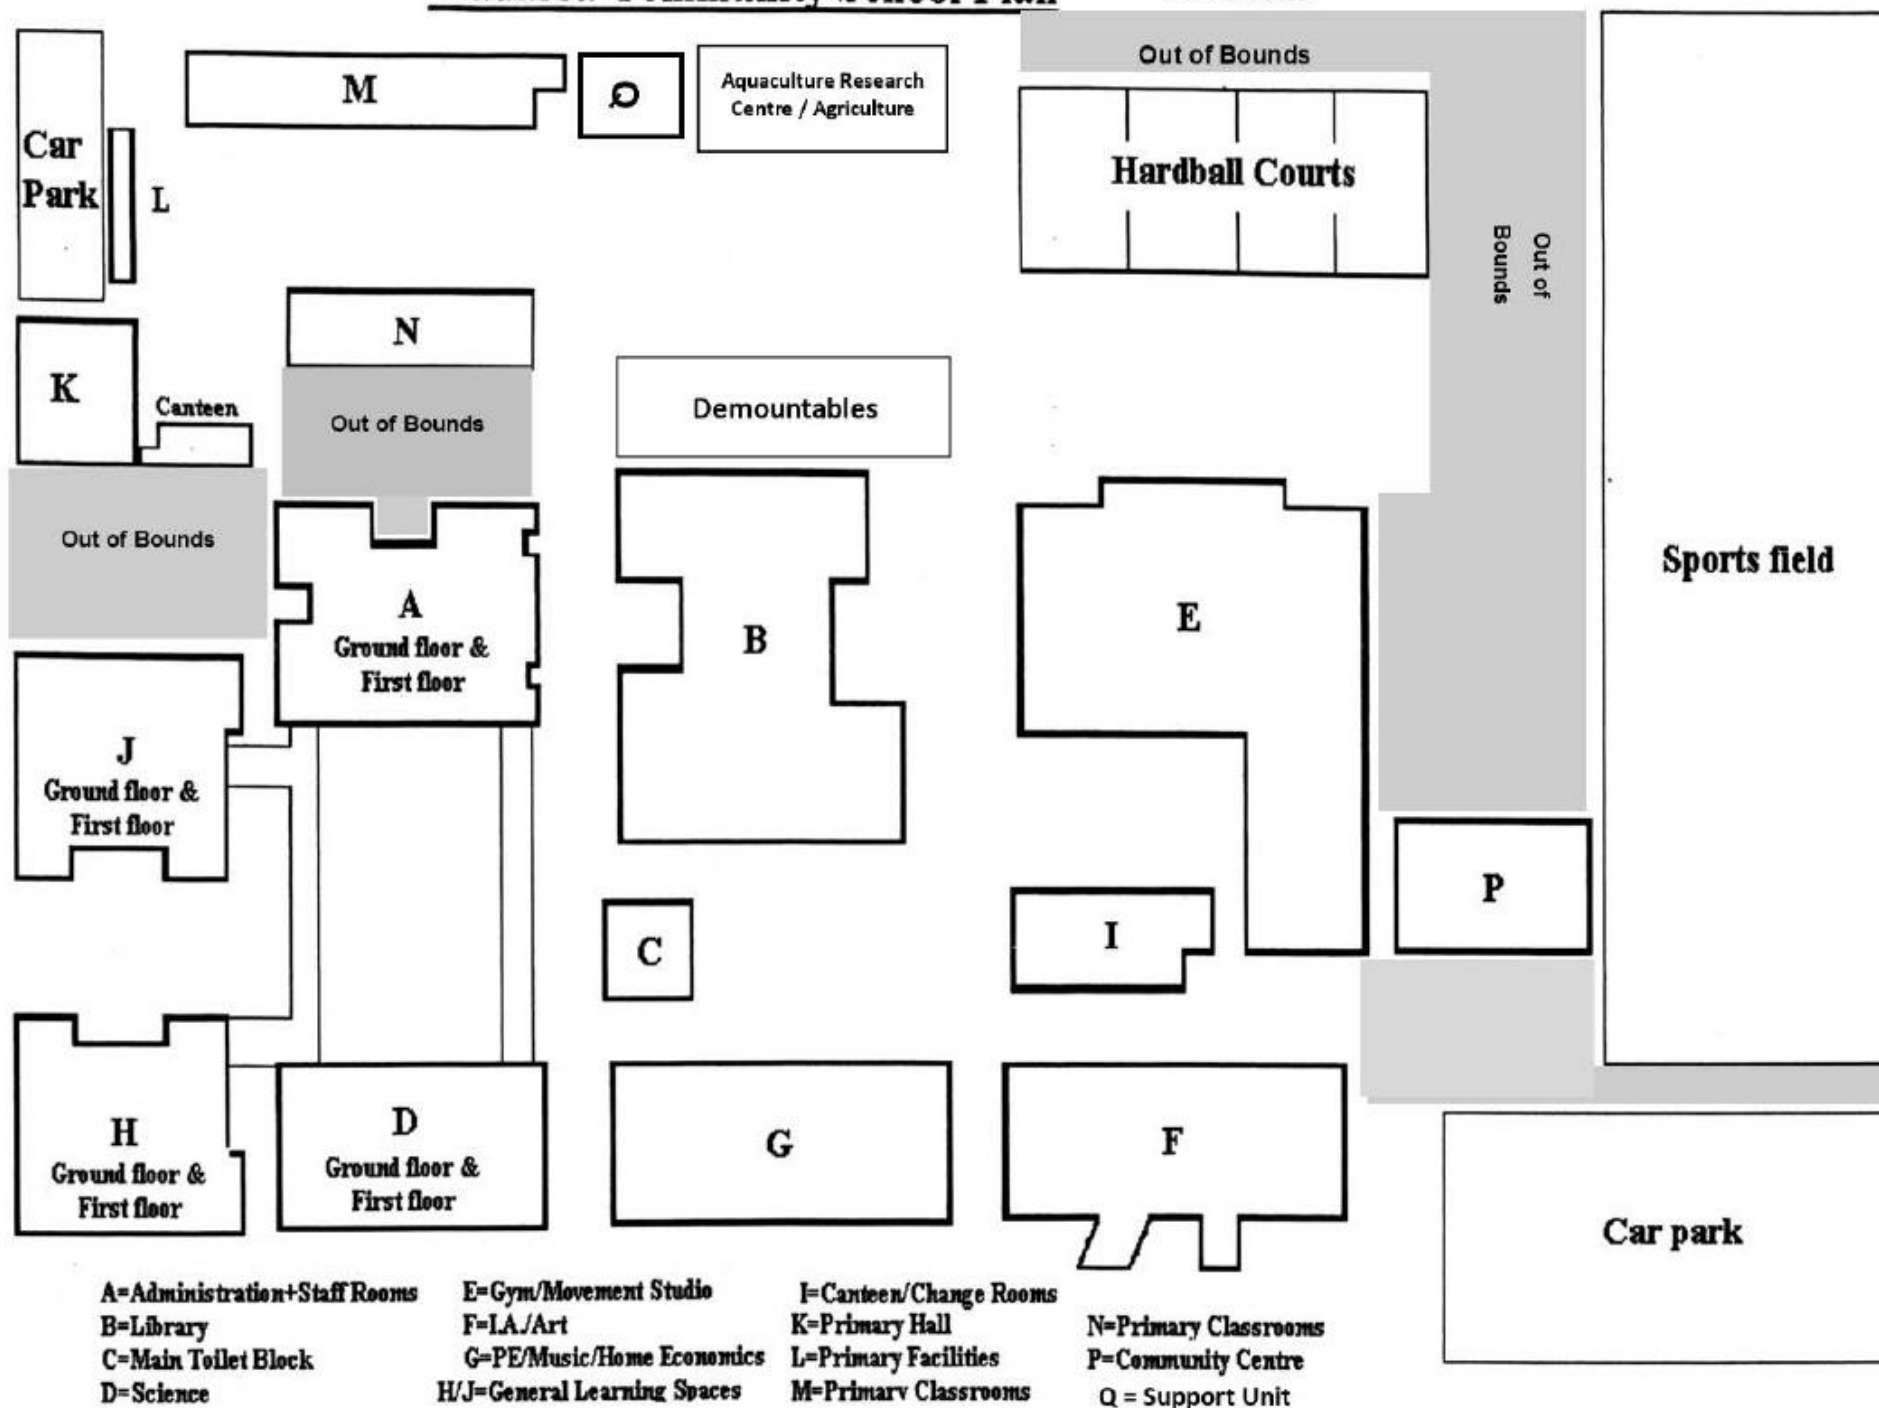 Out of Bounds
M
Q
Aquaculture Research
Centre / Agriculture
Car
Park
L
Hardball Courts
Out of
Bounds
N
K
Canteen
Out of Bounds
Demountables
Out of Bounds
Sports field
A
Ground floor &
First floor
B
E
J
Ground floor &
First floor
P
C
I
H
Ground floor &
First floor
D
Ground floor &
First floor
G
F
Car park
A=Administration+Staff Rooms
B=Library
C=Main Toilet Block
D=Science
E=Gym/Movement Studio
F=I.A./Art
G=PE/Music/Home Economics
H/J=General Learning Spaces
I=Canteen/Change Rooms
K=Primary Hall
L=Primary Facilities
M=Primary Classrooms
N=Primary Classrooms
P=Community Centre
Q = Support Unit